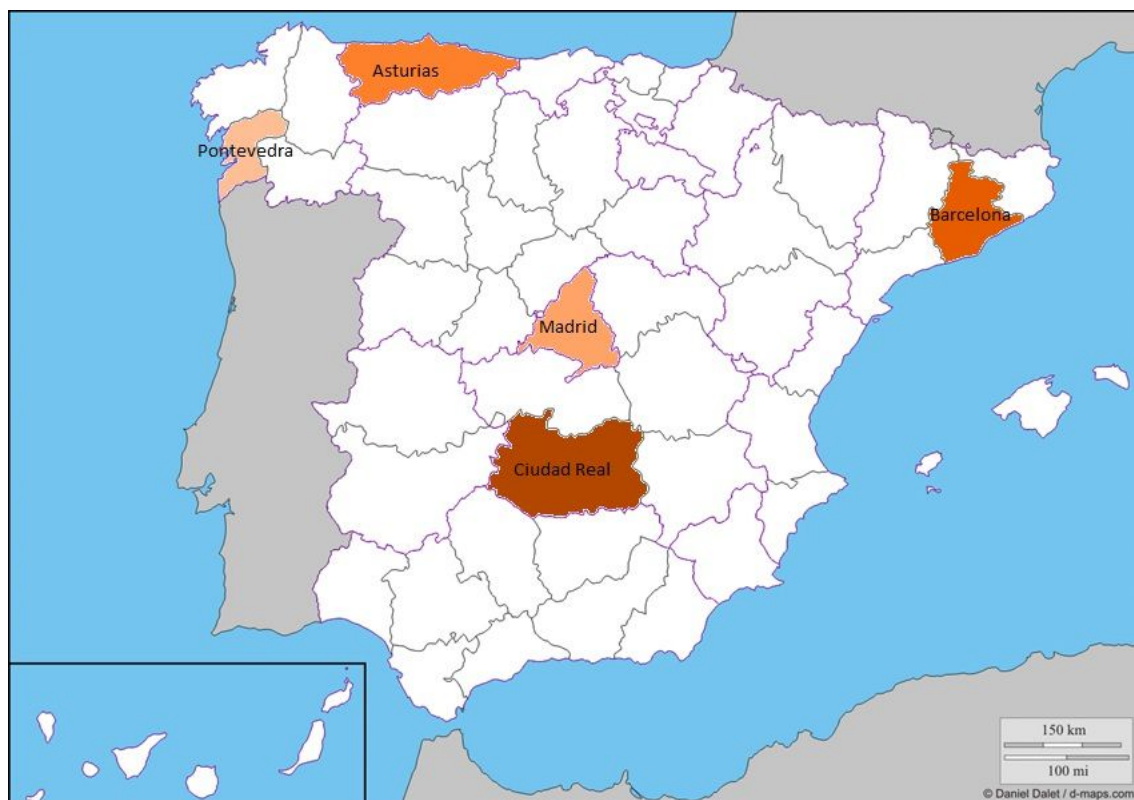 Asturias
Pontevedra
Barcelona
Madrid
Ciudad Real
150 km
100 mi
© Daniel Dalet / d-maps.com